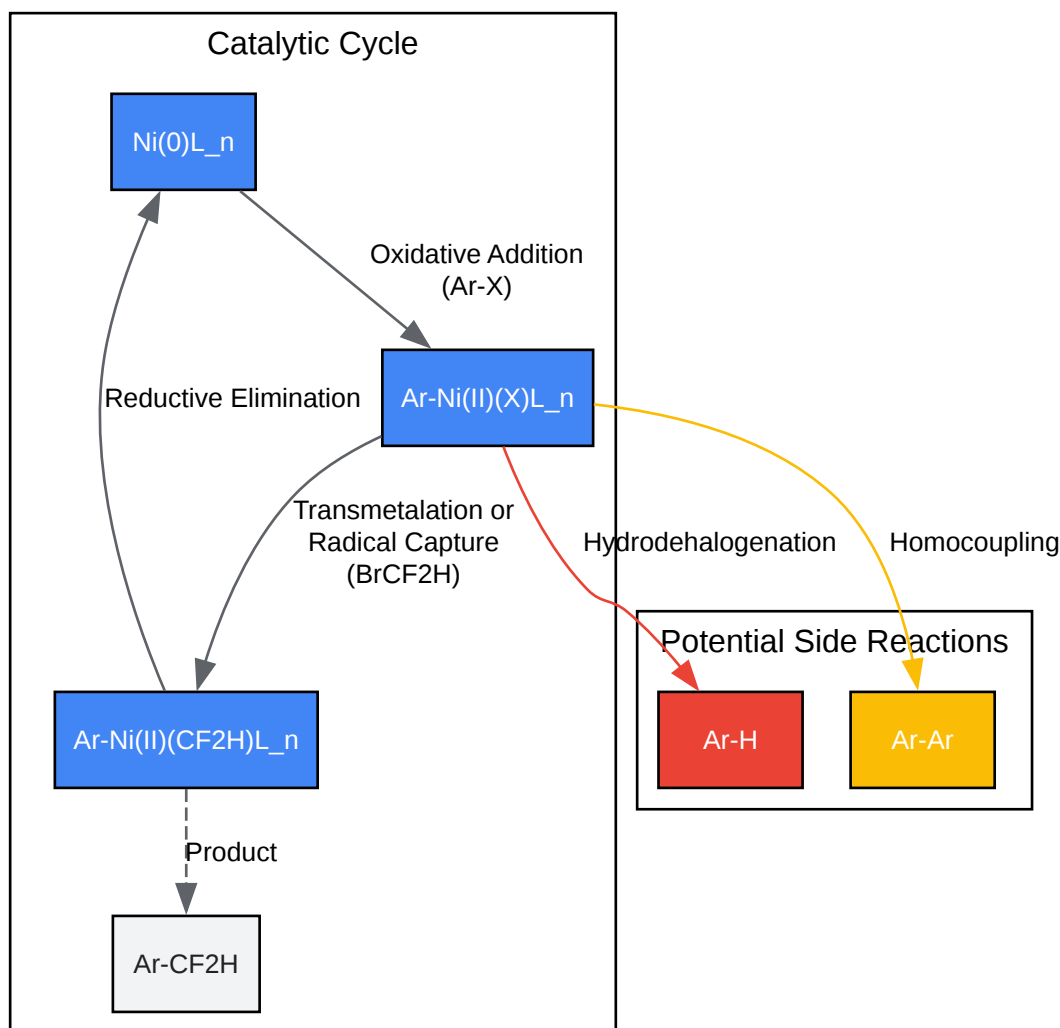 Catalytic Cycle
Ni(0)L_n
Oxidative Addition
(Ar-X)
Reductive Elimination
Ar-Ni(II)(X)L_n
Transmetalation or
Radical Capture
(BrCF2H)
Hydrodehalogenation
Homocoupling
Potential Side Reactions
Ar-Ni(II)(CF2H)L_n
Ar-H
Ar-Ar
Product
Ar-CF2H